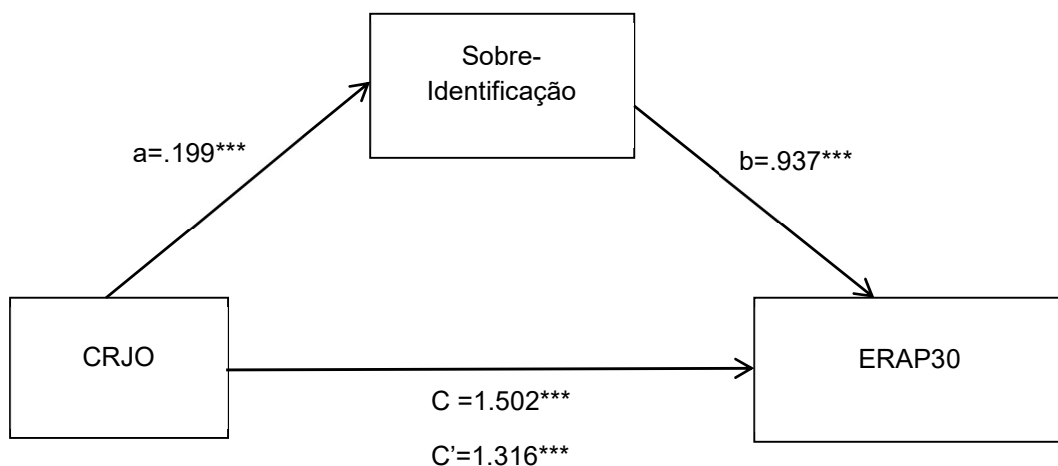 Sobre-
Identificação
a=.199***
b=.937***
CRJO
ERAP30
C =1.502***
C’=1.316***